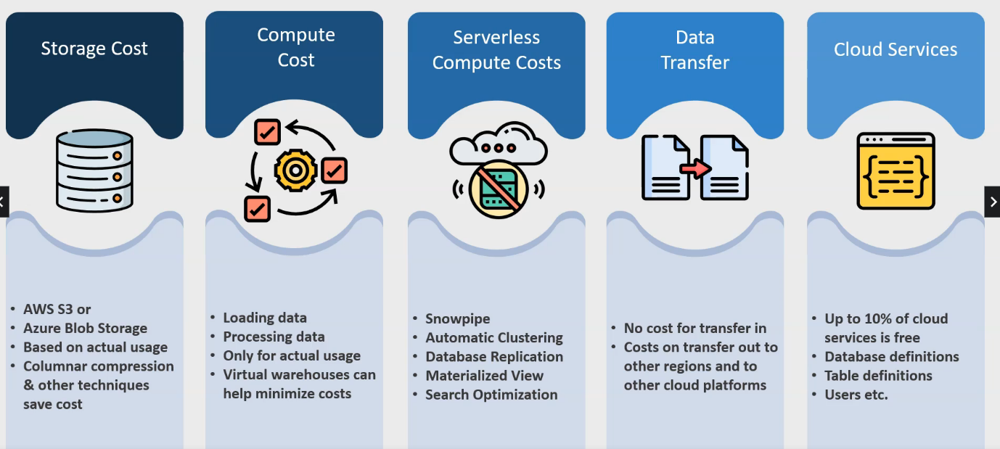 Storage Cost
• AWS S3 or
• Azure Blob Storage
• Based on actual usage
• Columnar compression
& other techniques
save cost
Compute
Cost
• Loading data
• Processing data
• Only for actual usage
• Virtual warehouses can
help minimize costs
Serverless
Compute Costs
• Snowpipe
• Automatic Clustering
• Database Replication
• Materialized View
• Search Optimization
Data
Transfer
• No cost for transfer in
• Costs on transfer out to
other regions and to
other cloud platforms
Cloud Services
• Up to 10% of cloud
services is free
• Database definitions
• Table definitions
• Users etc.